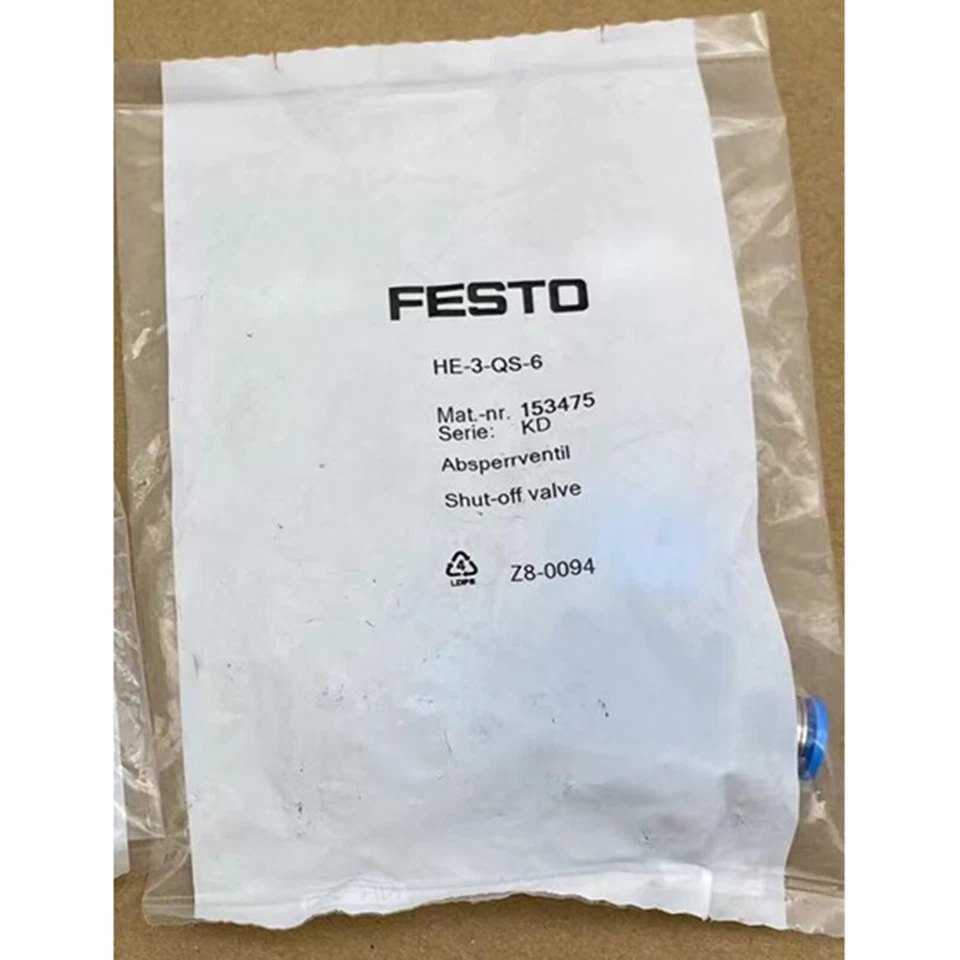 FESTO
HE-3-QS-6
Mat.-nr. 153475
Serie: KD
Absperrventil
Shut-off valve
4
LDPE
Z8-0094